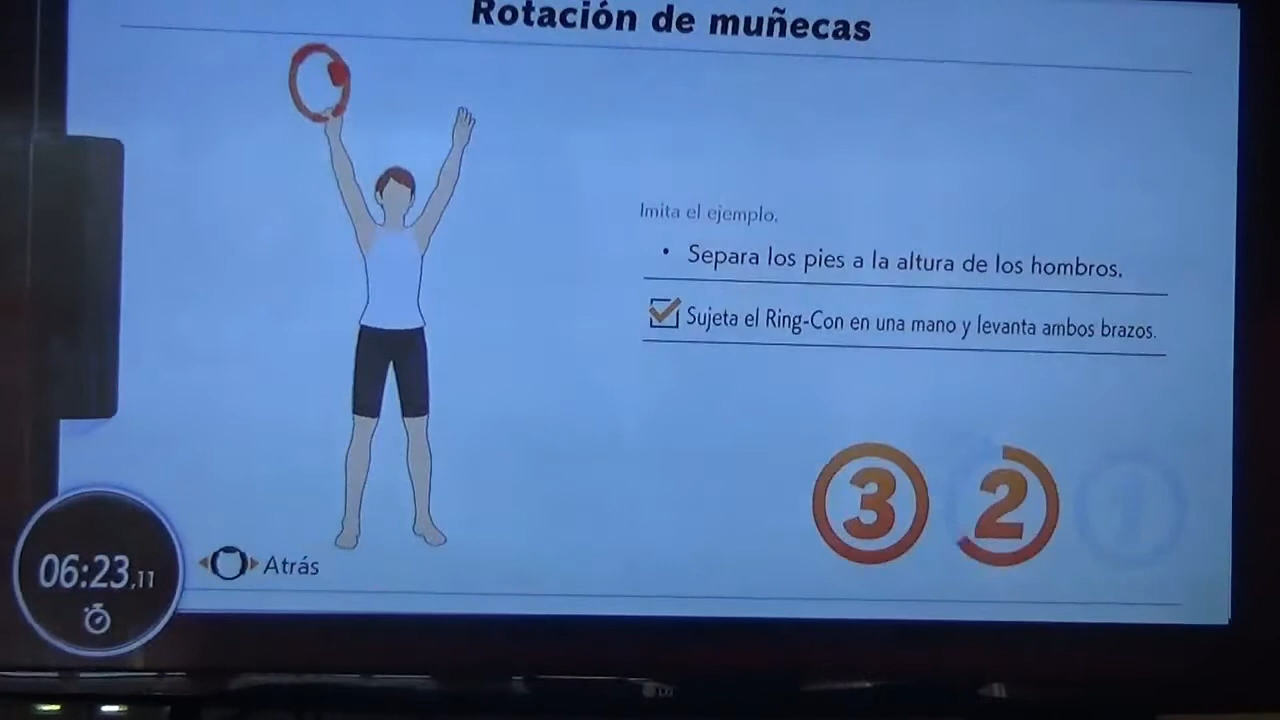 Rotación de muñecas
Imita el ejemplo.
• Separa los pies a la altura de los hombros.
Sujeta el Ring-Con en una mano y levanta ambos brazos.
3 2 1
Atrás
06:23,11